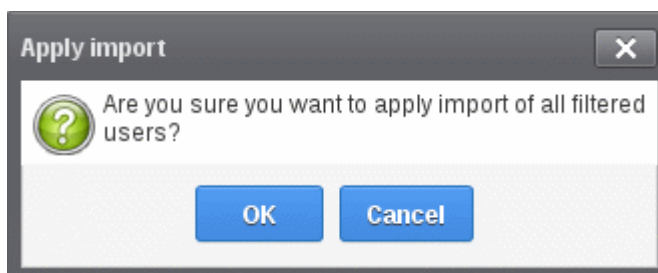 Apply import
Are you sure you want to apply import of all filtered
users?
OK
Cancel